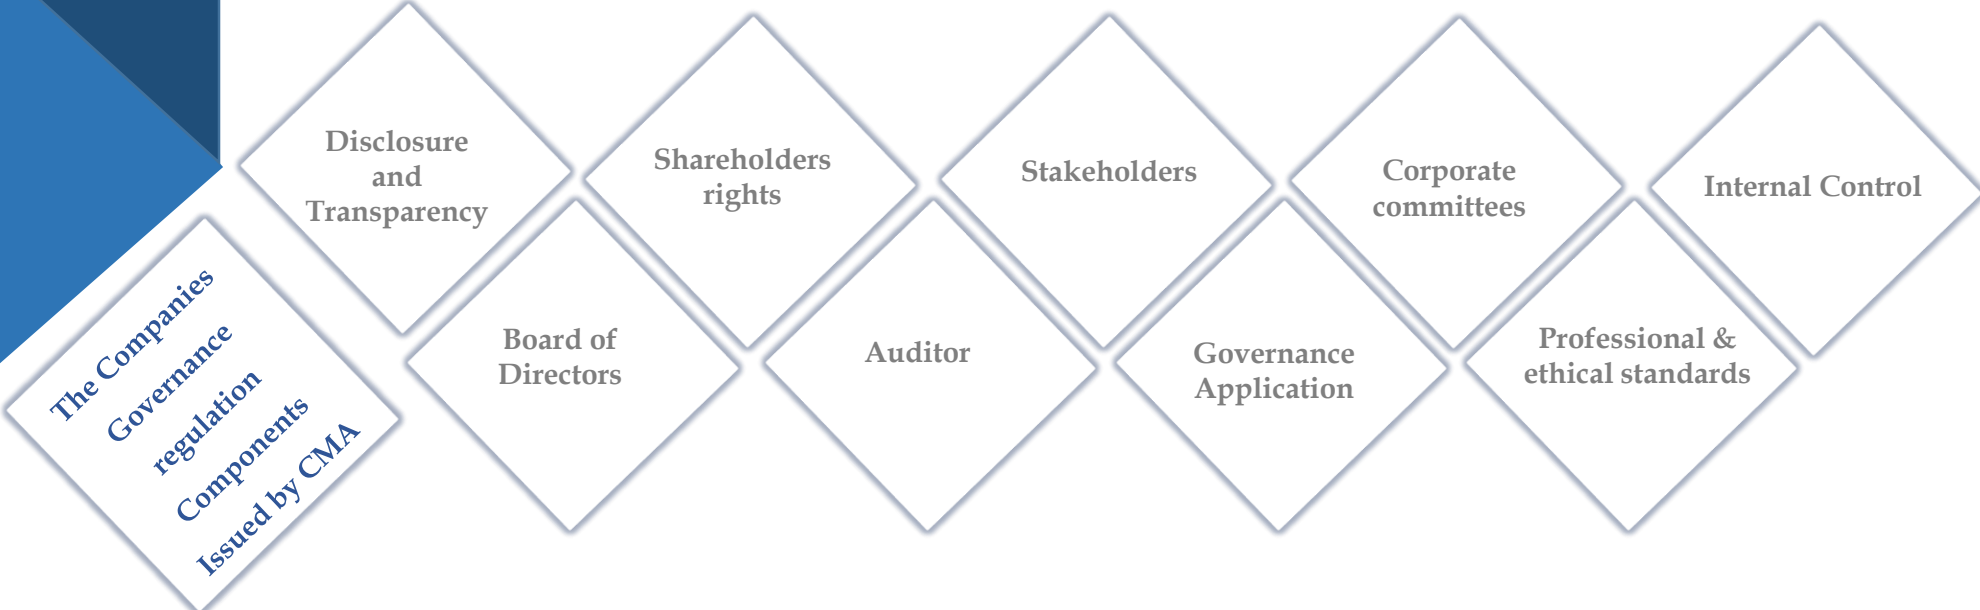 The Companies
Governance
regulation
Components
Issued by CMA
Disclosure
and
Transparency
Board of
Directors
Shareholders
rights
Auditor
Stakeholders
Governance
Application
Corporate
committees
Professional &
ethical standards
Internal Control